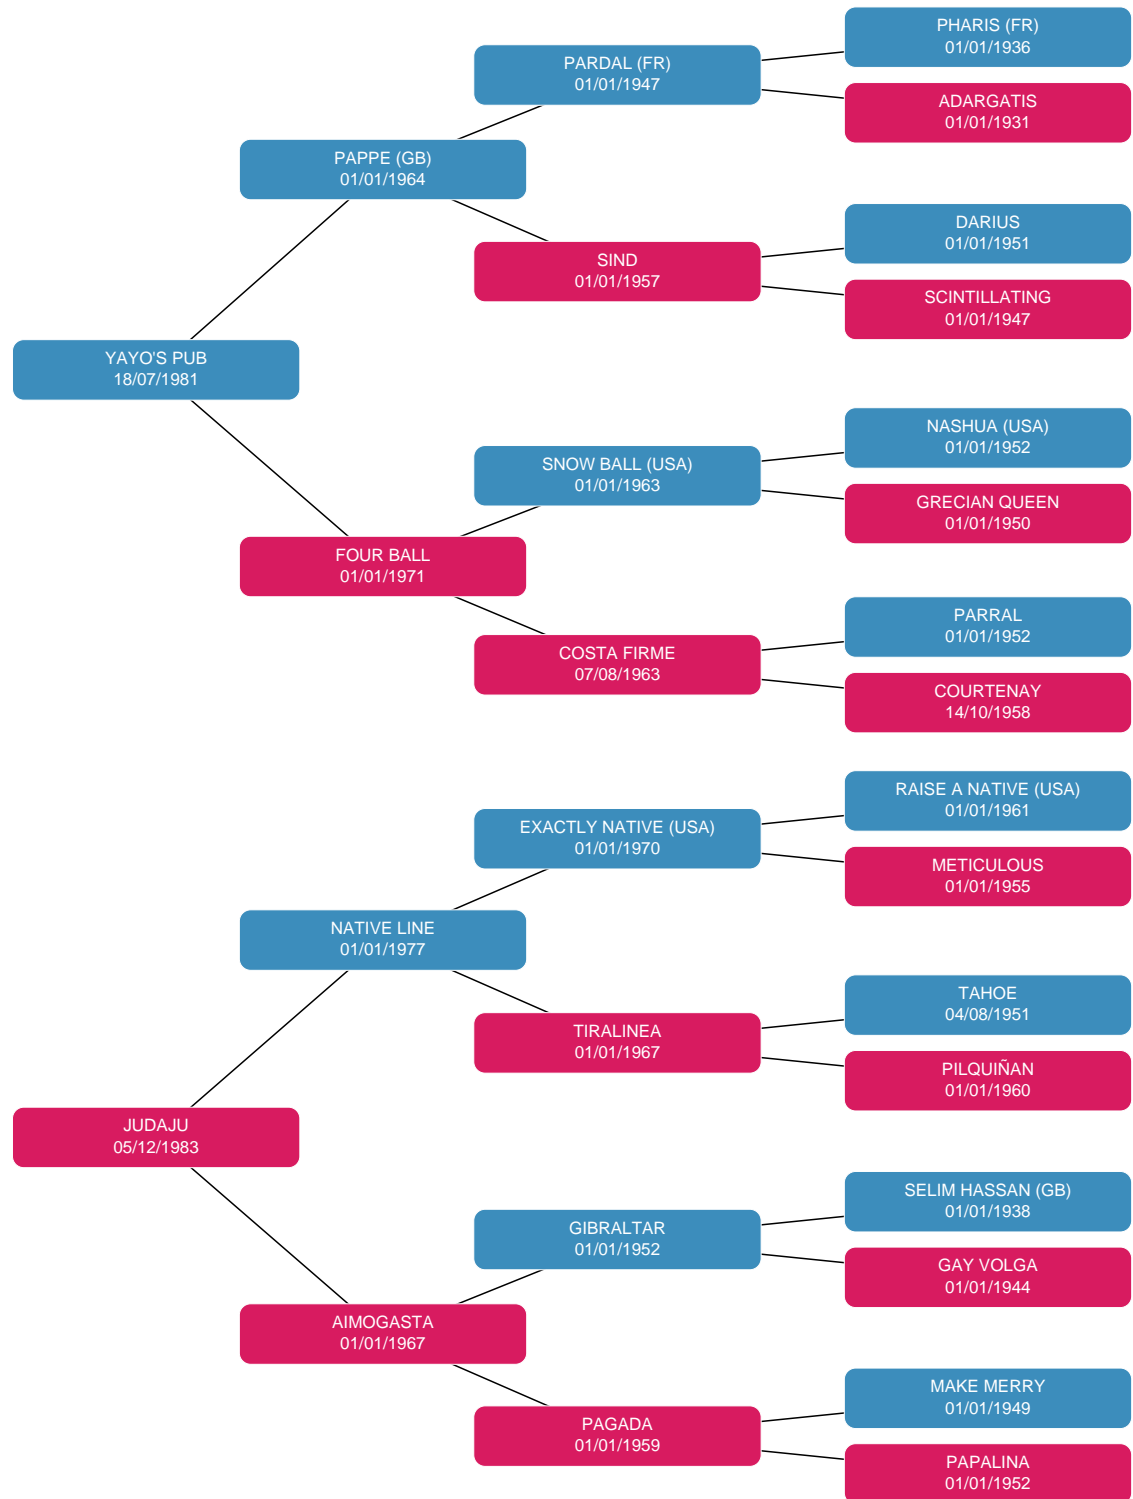 PHARIS (FR)
01/01/1936
PARDAL (FR)
01/01/1947
ADARGATIS
01/01/1931
PAPPE (GB)
01/01/1964
DARIUS
01/01/1951
SIND
01/01/1957
SCINTILLATING
01/01/1947
YAYO'S PUB
18/07/1981
NASHUA (USA)
01/01/1952
SNOW BALL (USA)
01/01/1963
GRECIAN QUEEN
01/01/1950
FOUR BALL
01/01/1971
PARRAL
01/01/1952
COSTA FIRME
07/08/1963
COURTENAY
14/10/1958
RAISE A NATIVE (USA)
01/01/1961
EXACTLY NATIVE (USA)
01/01/1970
METICULOUS
01/01/1955
NATIVE LINE
01/01/1977
TAHOE
04/08/1951
TIRALINEA
01/01/1967
PILQUIÑAN
01/01/1960
JUDAJU
05/12/1983
SELIM HASSAN (GB)
01/01/1938
GIBRALTAR
01/01/1952
GAY VOLGA
01/01/1944
AIMOGASTA
01/01/1967
MAKE MERRY
01/01/1949
PAGADA
01/01/1959
PAPALINA
01/01/1952